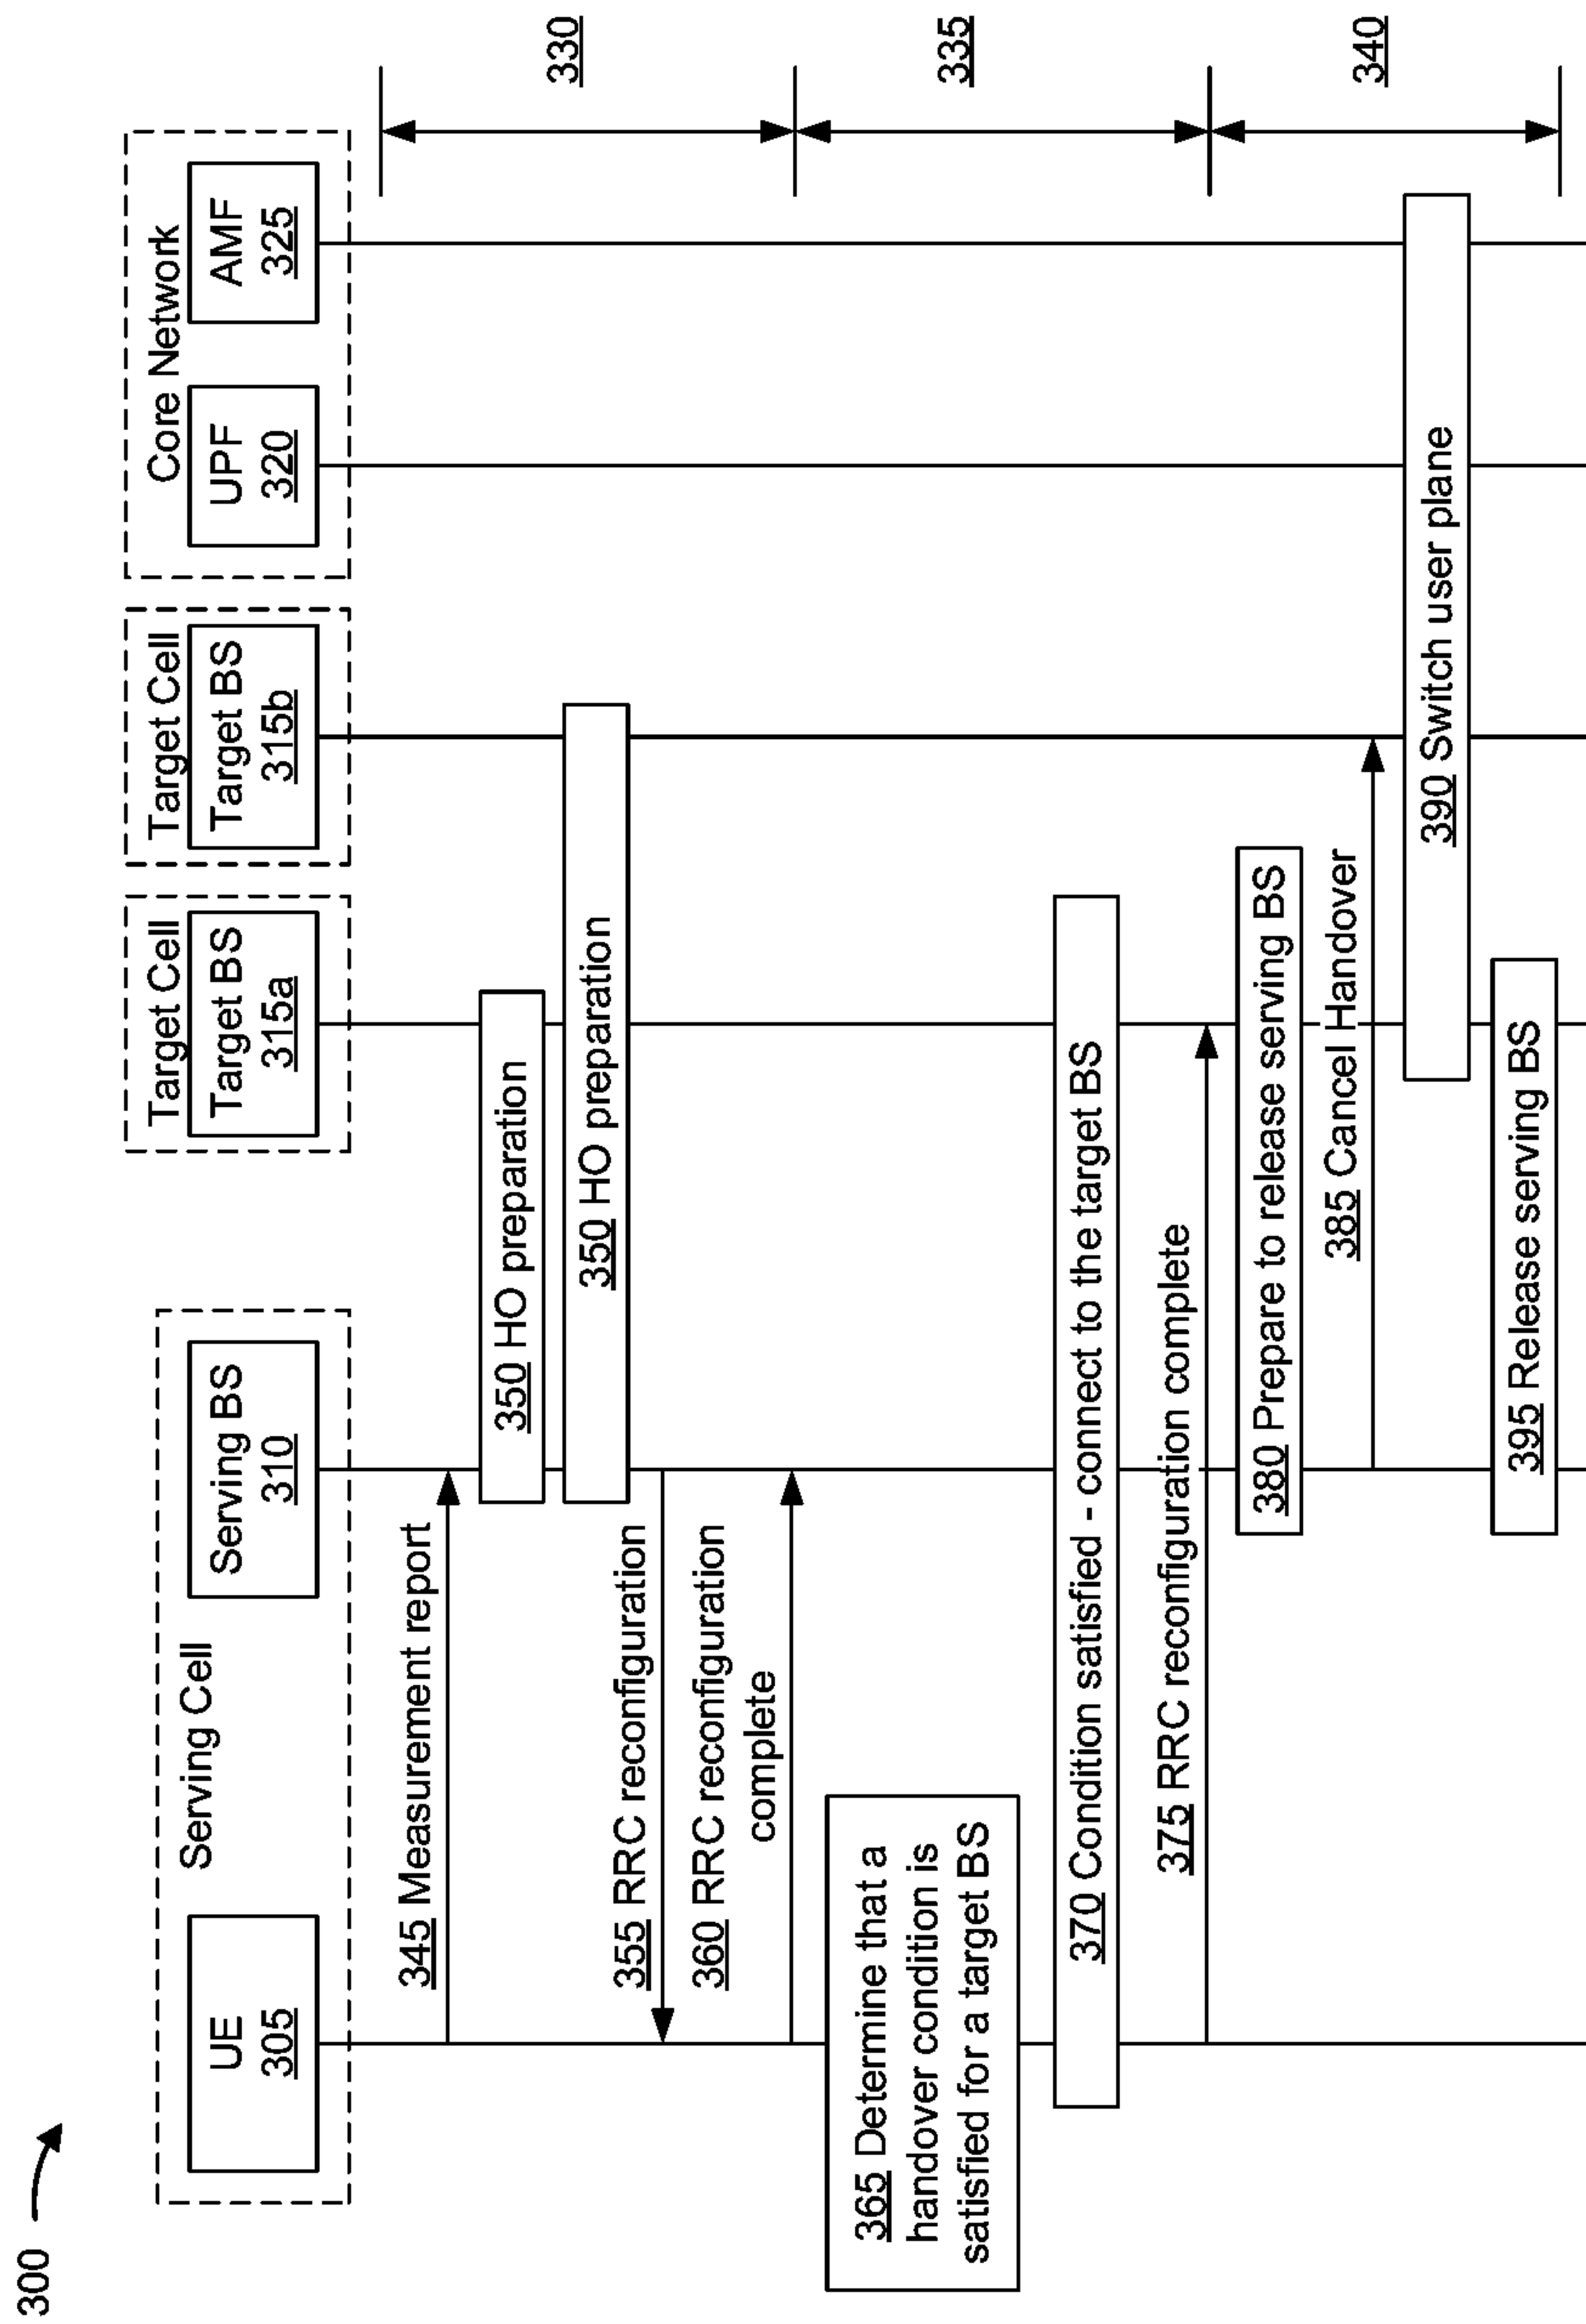 300
Serving Cell
Target Cell
Target Cell
Core Network
UE
305
Serving BS
310
Target BS
315a
Target BS
315b
UPF
320
AMF
325
330
345 Measurement report
350 HO preparation
350 HO preparation
355 RRC reconfiguration
360 RRC reconfiguration
complete
335
365 Determine that a
handover condition is
satisfied for a target BS
370 Condition satisfied - connect to the target BS
375 RRC reconfiguration complete
340
380 Prepare to release serving BS
385 Cancel Handover
390 Switch user plane
395 Release serving BS